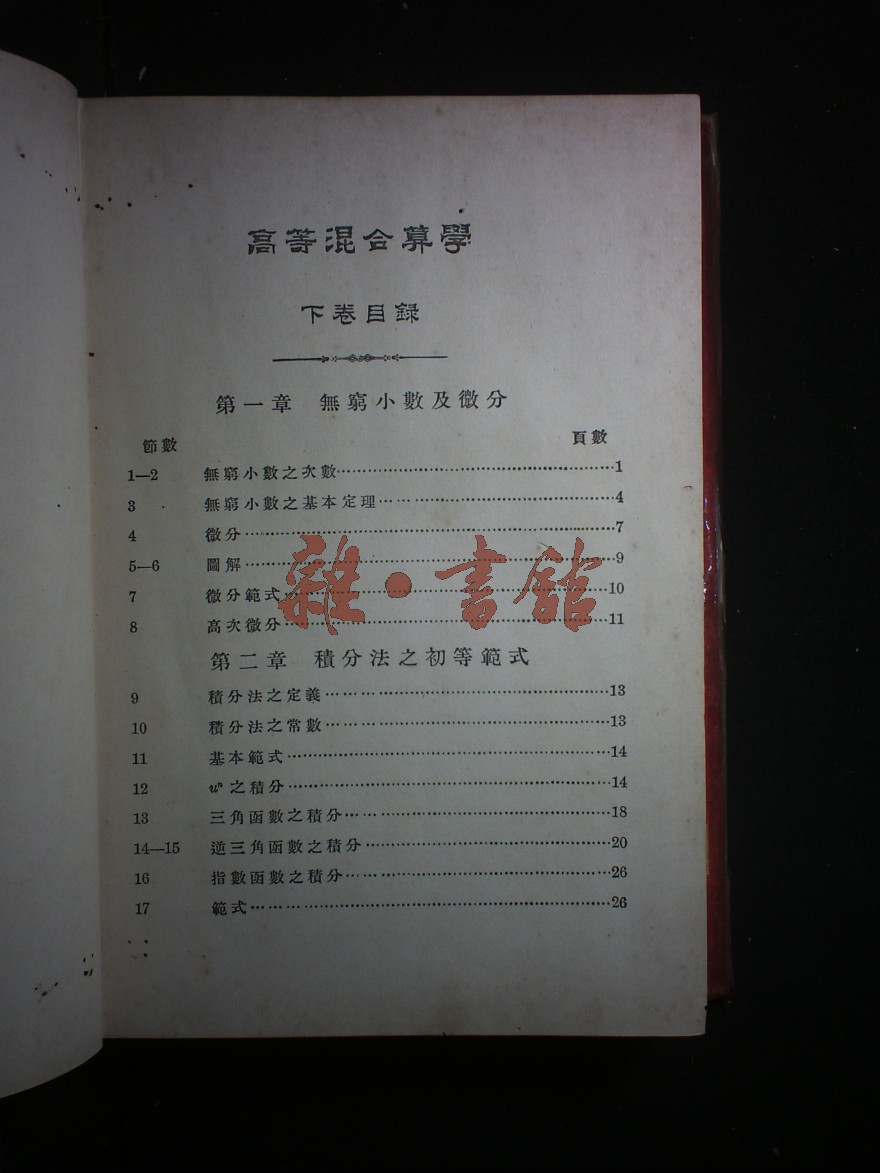 高等混合算學
下卷目録
第一章　無窮小數及微分
節數　頁數
1—2　無窮小數之次數……1
3　無窮小數之基本定理……4
4　微分……7
5—6　圖解……9
7　微分範式……10
8　高次微分……11
雜·書館
第二章　積分法之初等範式
9　積分法之定義……13
10　積分法之常數……13
11　基本範式……14
12　uⁿ之積分……14
13　三角函數之積分……18
14—15　逆三角函數之積分……20
16　指數函數之積分……26
17　範式……26